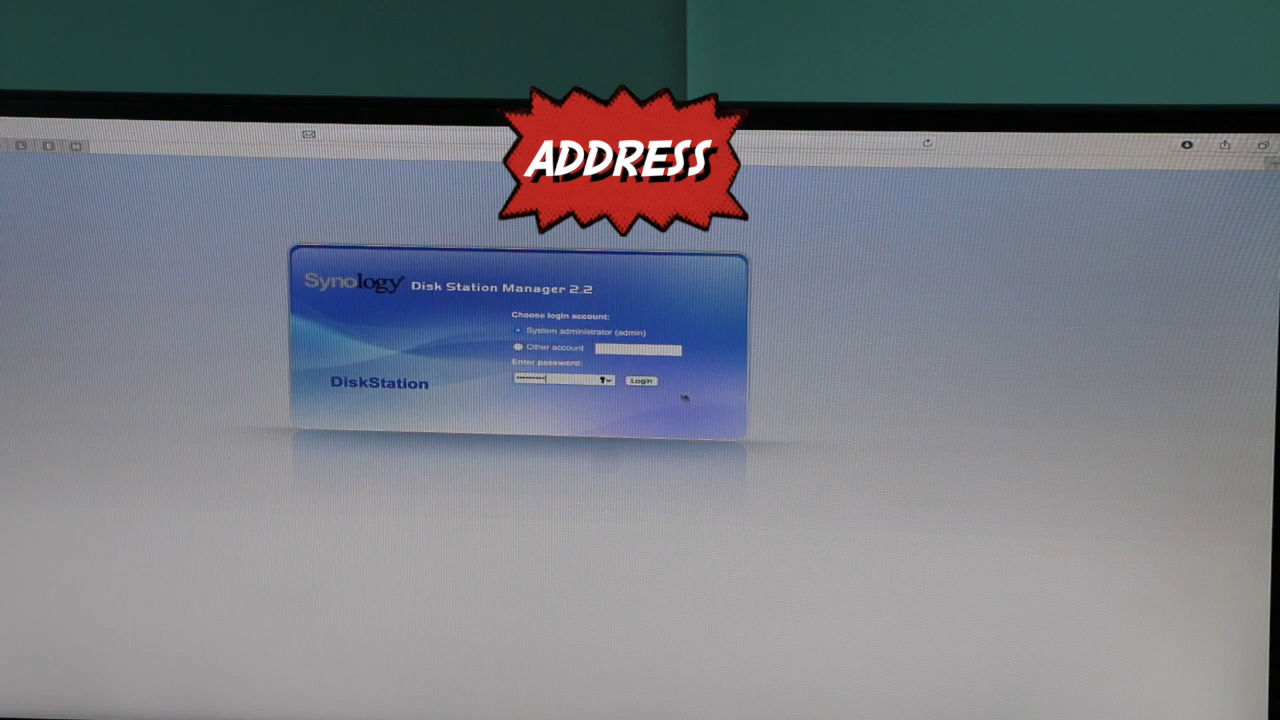 ADDRESS
Synology Disk Station Manager 2.2
Choose login account:
System administrator (admin)
Other account
Enter password:
Login
DiskStation